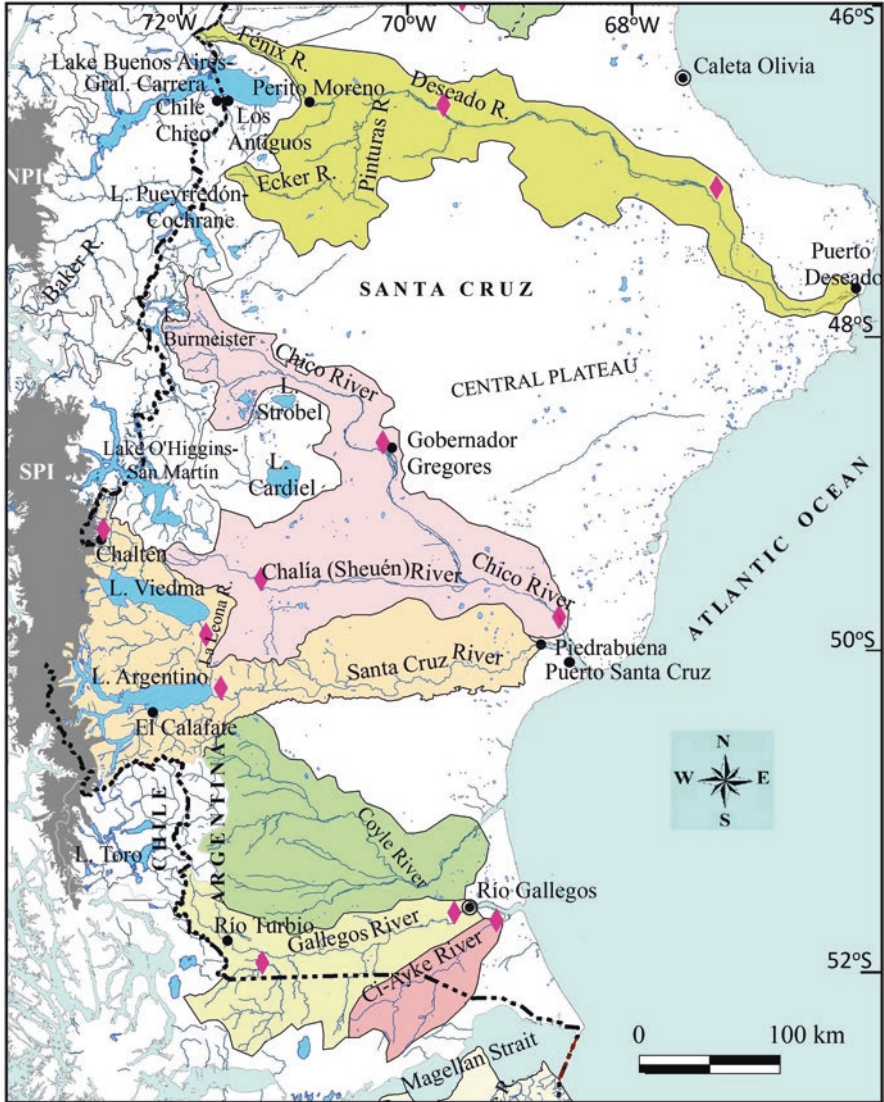 72°W
70°W
68°W
46°S
Fénix R.
Caleta Olivia
Lake Buenos Aires-
Gral. Carrera
Perito Moreno
Deseado R.
Chile
Chico
Los
Antiguos
Pinturas R.
Ecker R.
NPI
L. Pueyrredón-
Cochrane
Baker R.
Puerto
Deseado
SANTA CRUZ
48°S
L.
Burmeister
Chico River
CENTRAL PLATEAU
L.
Strobel
Gobernador
Gregores
Lake O'Higgins-
San Martín
SPI
L.
Cardiel
ATLANTIC OCEAN
Chaltén
Chalía (Sheuén) River
Chico River
L. Viedma
La Leona R.
Piedrabuena
50°S
Santa Cruz River
Puerto Santa Cruz
L. Argentino
El Calafate
N
W
E
S
CHILE
ARGENTINA
Coyle River
L. Toro
Río Gallegos
Río Turbio
Gallegos River
Ci-Ayke River
52°S
0
100 km
Magellan Strait